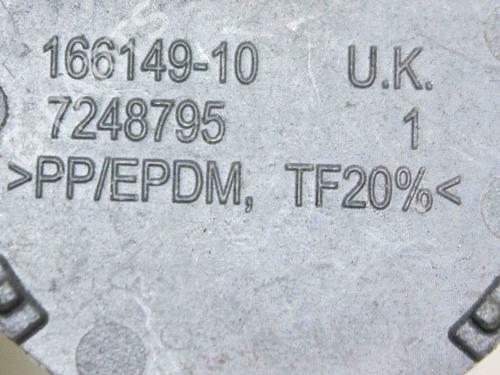 166149-10 U.K.
7248795 1
>PP/EPDM, TF20%<